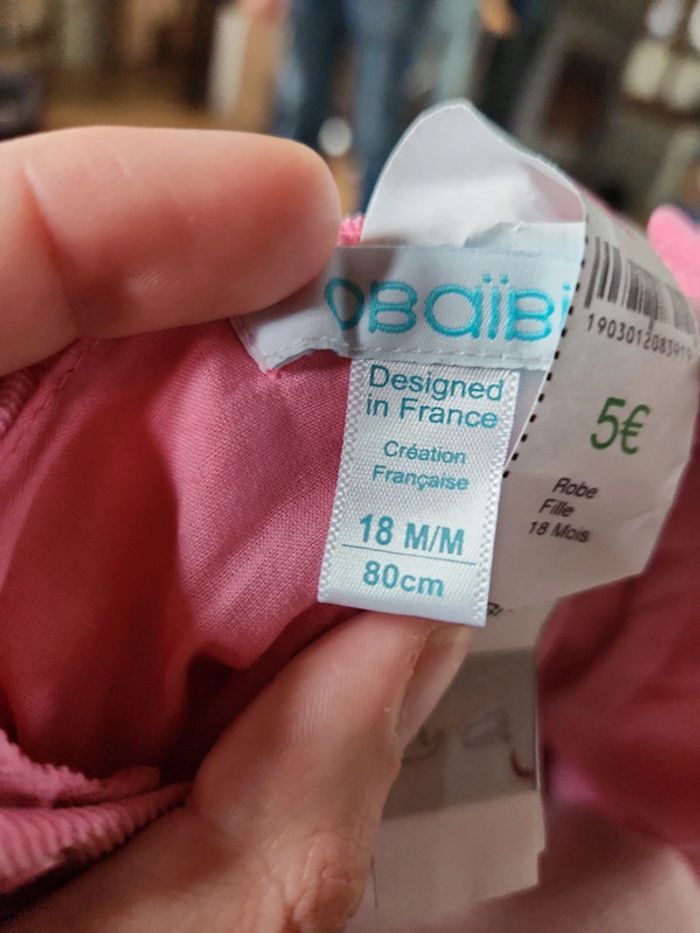 OBAÏBI
Designed
in France
Création
Française
18 M/M
80cm
5€
Robe
Fille
18 Mois